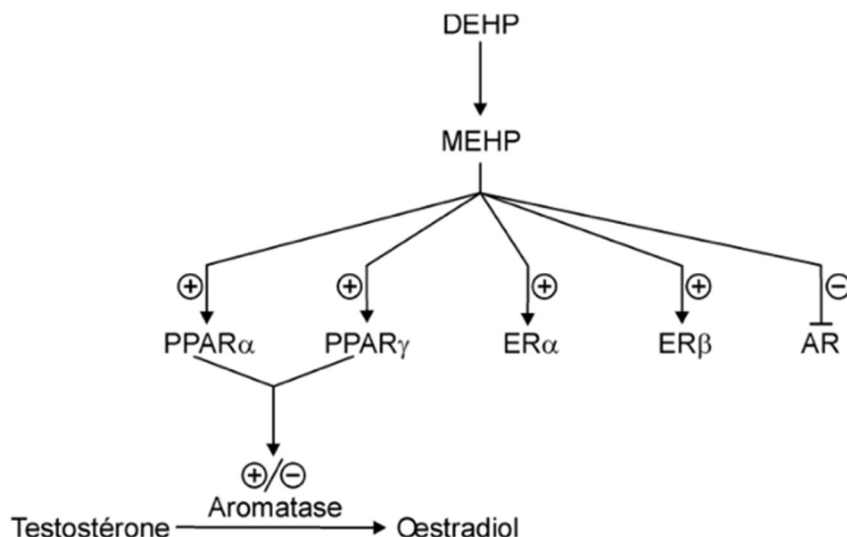 DEHP
MEHP
⊕ ⊕ ⊕ ⊕ ⊖
PPARα PPARγ ERα ERβ AR
⊕/⊖
Aromatase
Testostérone Œstradiol